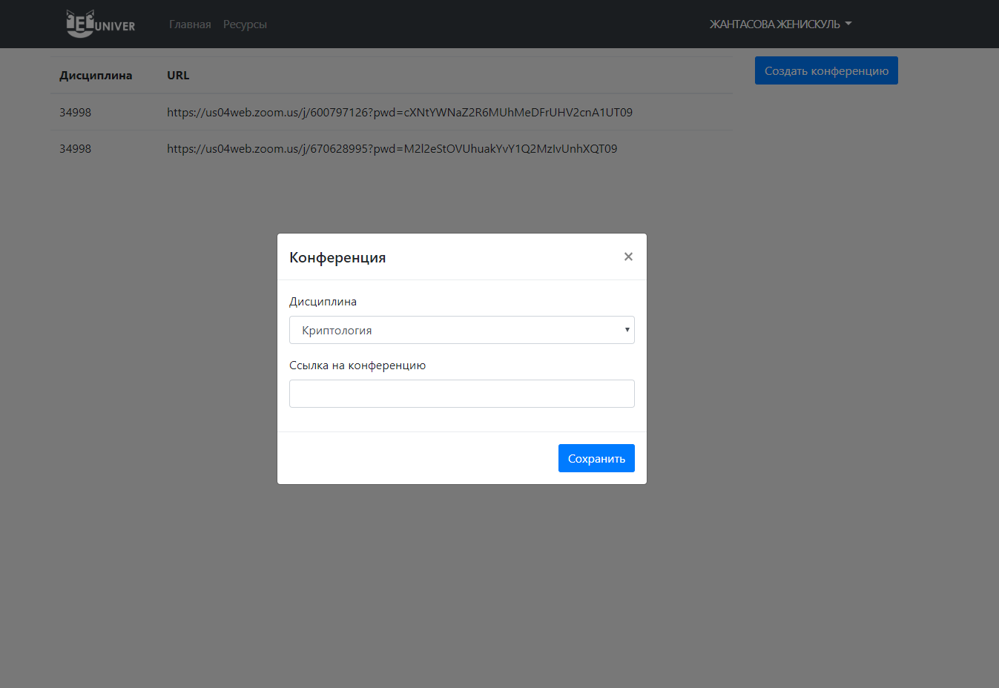 EUNIVER Главная Ресурсы ЖАНТАСОВА ЖЕНИСКУЛЬ
Дисциплина URL Создать конференцию
34998 https://us04web.zoom.us/j/600797126?pwd=cXNtYWNaZ2R6MUhMeDFrUHV2cnA1UT09
34998 https://us04web.zoom.us/j/670628995?pwd=M2l2eStOVUhuakYvY1Q2MzIvUnhXQT09
Конференция ×
Дисциплина
Криптология
Ссылка на конференцию
Сохранить